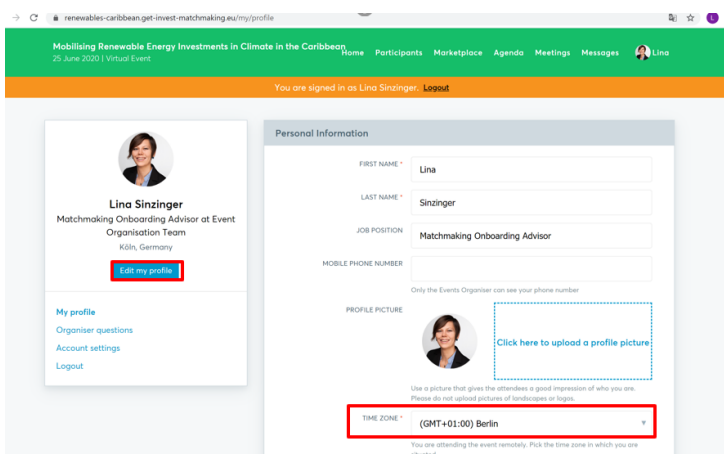 renewables-caribbean.get-invest-matchmaking.eu/my/profile
L
Mobilising Renewable Energy Investments in Climate in the Caribbean
25 June 2020 | Virtual Event
Home Participants Marketplace Agenda Meetings Messages Lina
You are signed in as Lina Sinzinger. Logout
Lina Sinzinger
Matchmaking Onboarding Advisor at Event
Organisation Team
Köln, Germany
Edit my profile
My profile
Organiser questions
Account settings
Logout
Personal Information
FIRST NAME * Lina
LAST NAME * Sinzinger
JOB POSITION Matchmaking Onboarding Advisor
MOBILE PHONE NUMBER
Only the Events Organiser can see your phone number
PROFILE PICTURE
Click here to upload a profile picture
Use a picture that gives the attendees a good impression of who you are.
Please do not upload pictures of landscapes or logos.
TIME ZONE * (GMT+01:00) Berlin
You are attending the event remotely. Pick the time zone in which you are